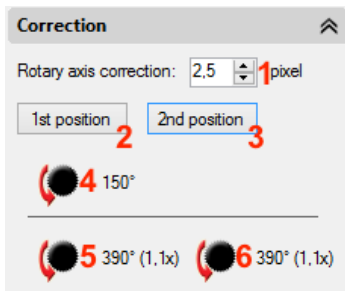 Correction
Rotary axis correction: 2,5 1 pixel
1st position 2 2nd position 3
4 150°
5 390° (1,1x) 6 390° (1,1x)